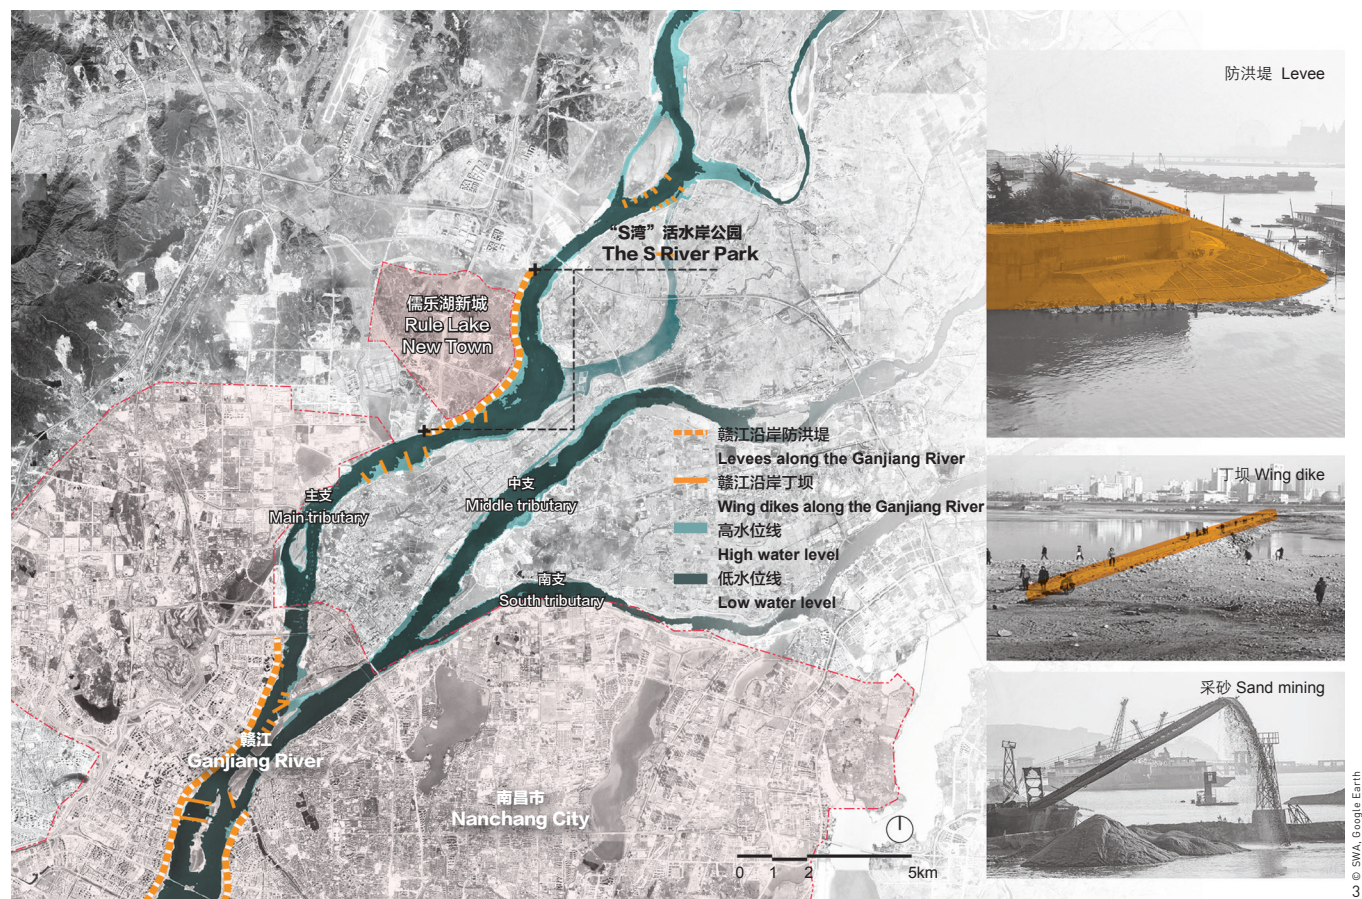 防洪堤 Levee
“S湾”活水岸公园
The S River Park
儒乐湖新城
Rule Lake
New Town
赣江沿岸防洪堤
Levees along the Ganjiang River
赣江沿岸丁坝
Wing dikes along the Ganjiang River
高水位线
High water level
低水位线
Low water level
主支
Main tributary
中支
Middle tributary
南支
South tributary
丁坝 Wing dike
采砂 Sand mining
赣江
Ganjiang River
南昌市
Nanchang City
0 1 2 5km
© SWA, Google Earth
3